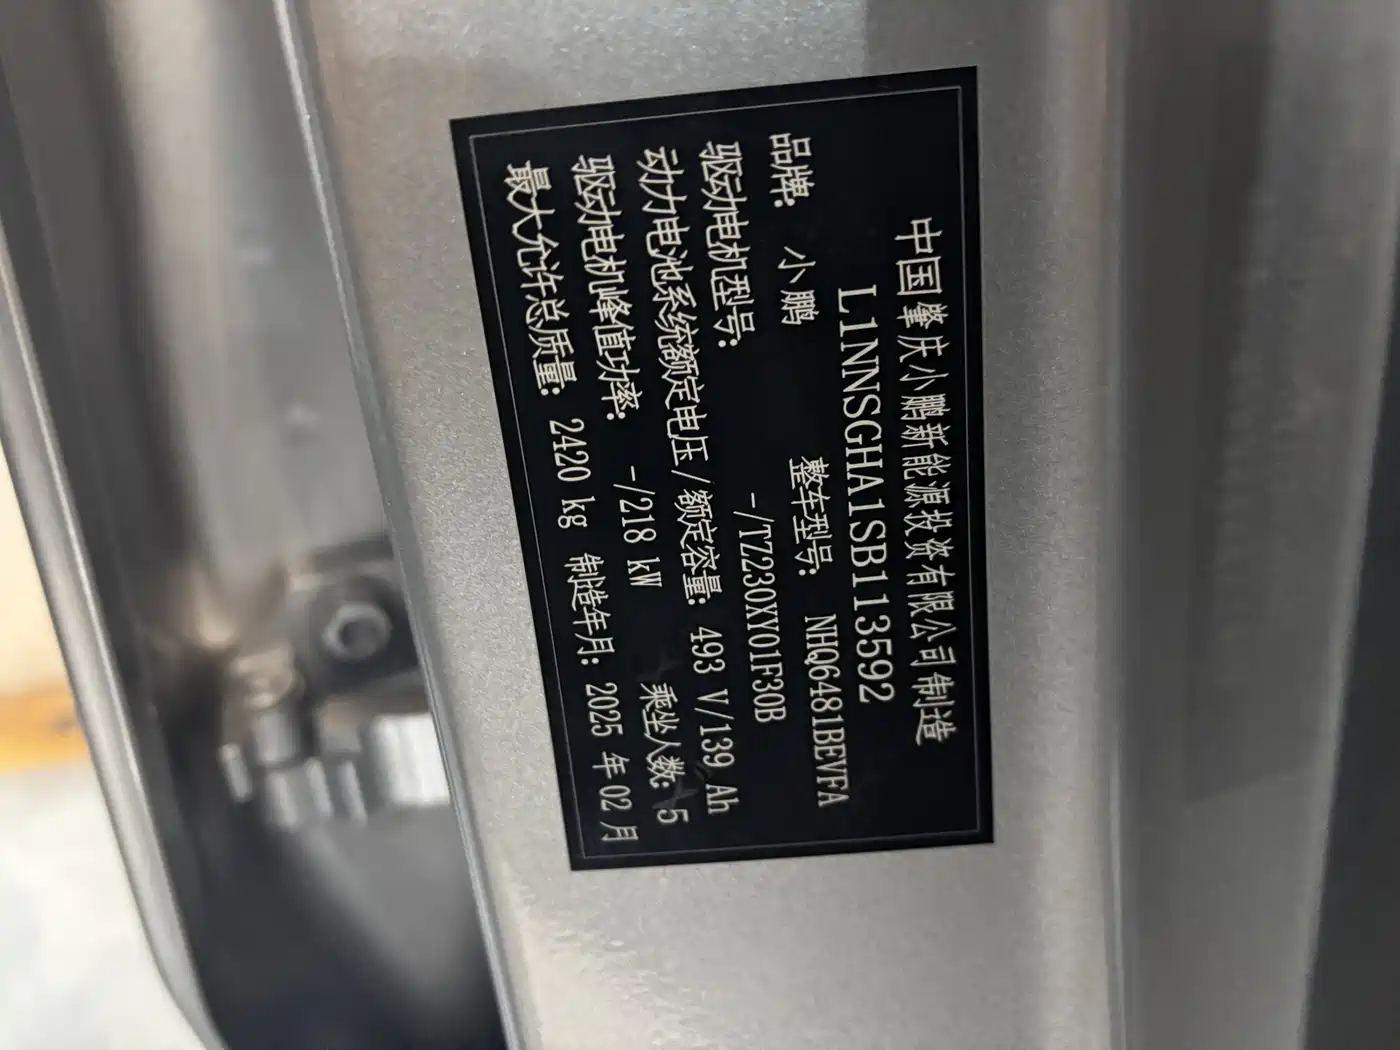 中国肇庆小鹏新能源投资有限公司制造
L1NNSGHA1SB113592
品牌: 小鹏 整车型号: NHQ6481BEVFA
驱动电机型号: -/TZ230XY01F30B
动力电池系统额定电压/额定容量: 493 V/139 Ah
驱动电机峰值功率: -/218 kW 乘坐人数: 5
最大允许总质量: 2420 kg 制造年月: 2025 年 02 月